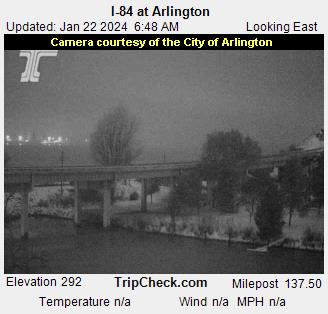 I-84 at Arlington
Updated: Jan 22 2024 6:48 AM Looking East
Camera courtesy of the City of Arlington
Elevation 292 TripCheck.com Milepost 137.50
Temperature n/a Wind n/a MPH n/a